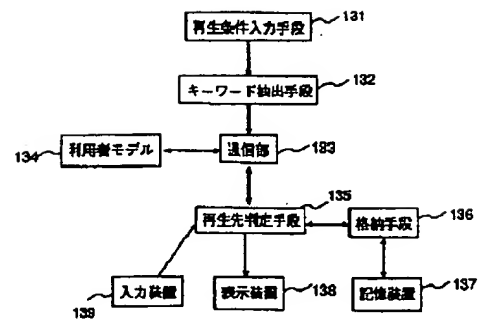 再生条件入力手段
131
キーワード抽出手段
132
134
利用者モデル
通信部
133
135
再生先判定手段
格納手段
136
入力装置
139
表示装置
138
記憶装置
137